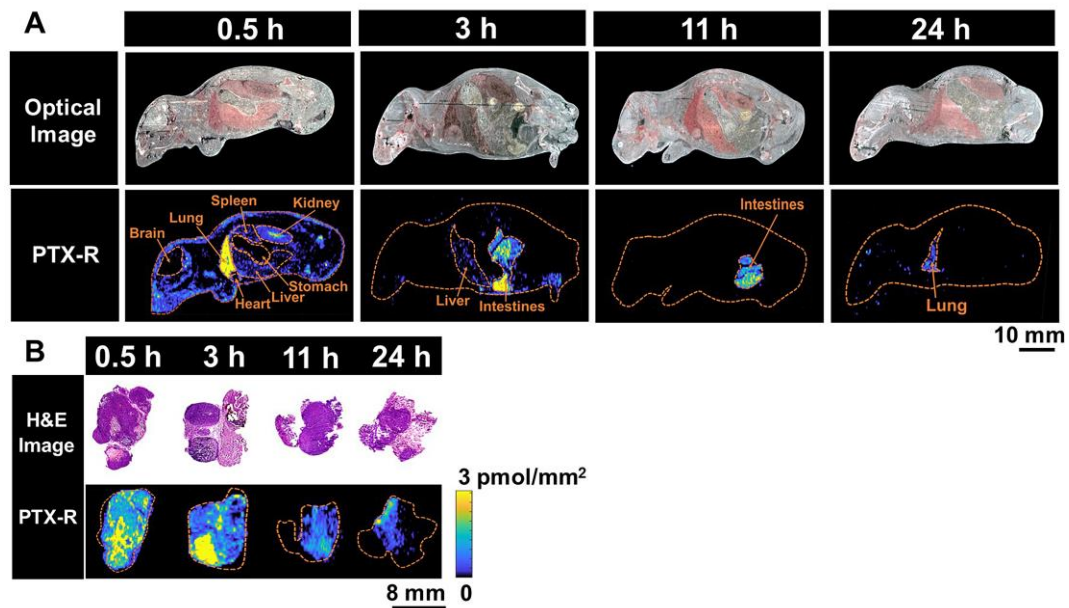 A
0.5 h
3 h
11 h
24 h
Optical
Image
PTX-R
Brain
Lung
Spleen
Kidney
Heart
Liver
Stomach
Liver
Intestines
Intestines
Lung
10 mm
B
0.5 h
3 h
11 h
24 h
H&E
Image
PTX-R
3 pmol/mm²
0
8 mm